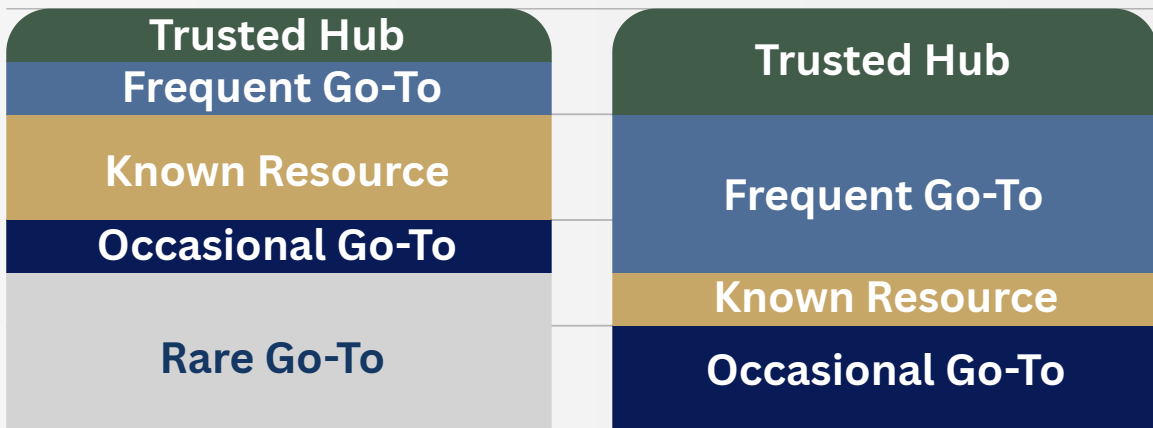 Trusted Hub
Frequent Go-To
Known Resource
Occasional Go-To
Rare Go-To
Trusted Hub
Frequent Go-To
Known Resource
Occasional Go-To